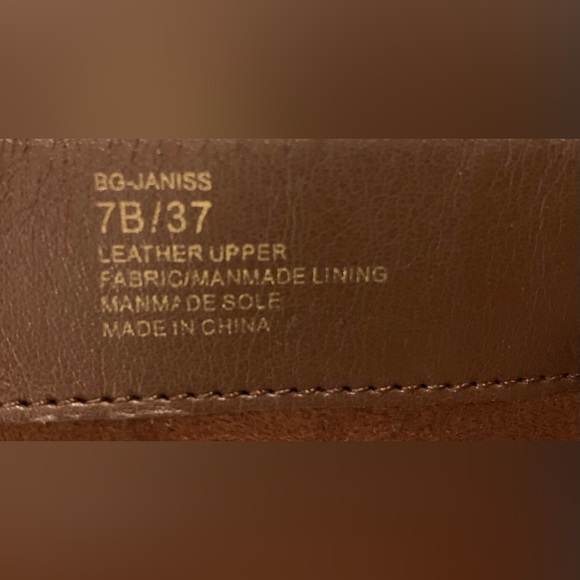 BG-JANISS
7B/37
LEATHER UPPER
FABRIC/MANMADE LINING
MANMADE SOLE
MADE IN CHINA